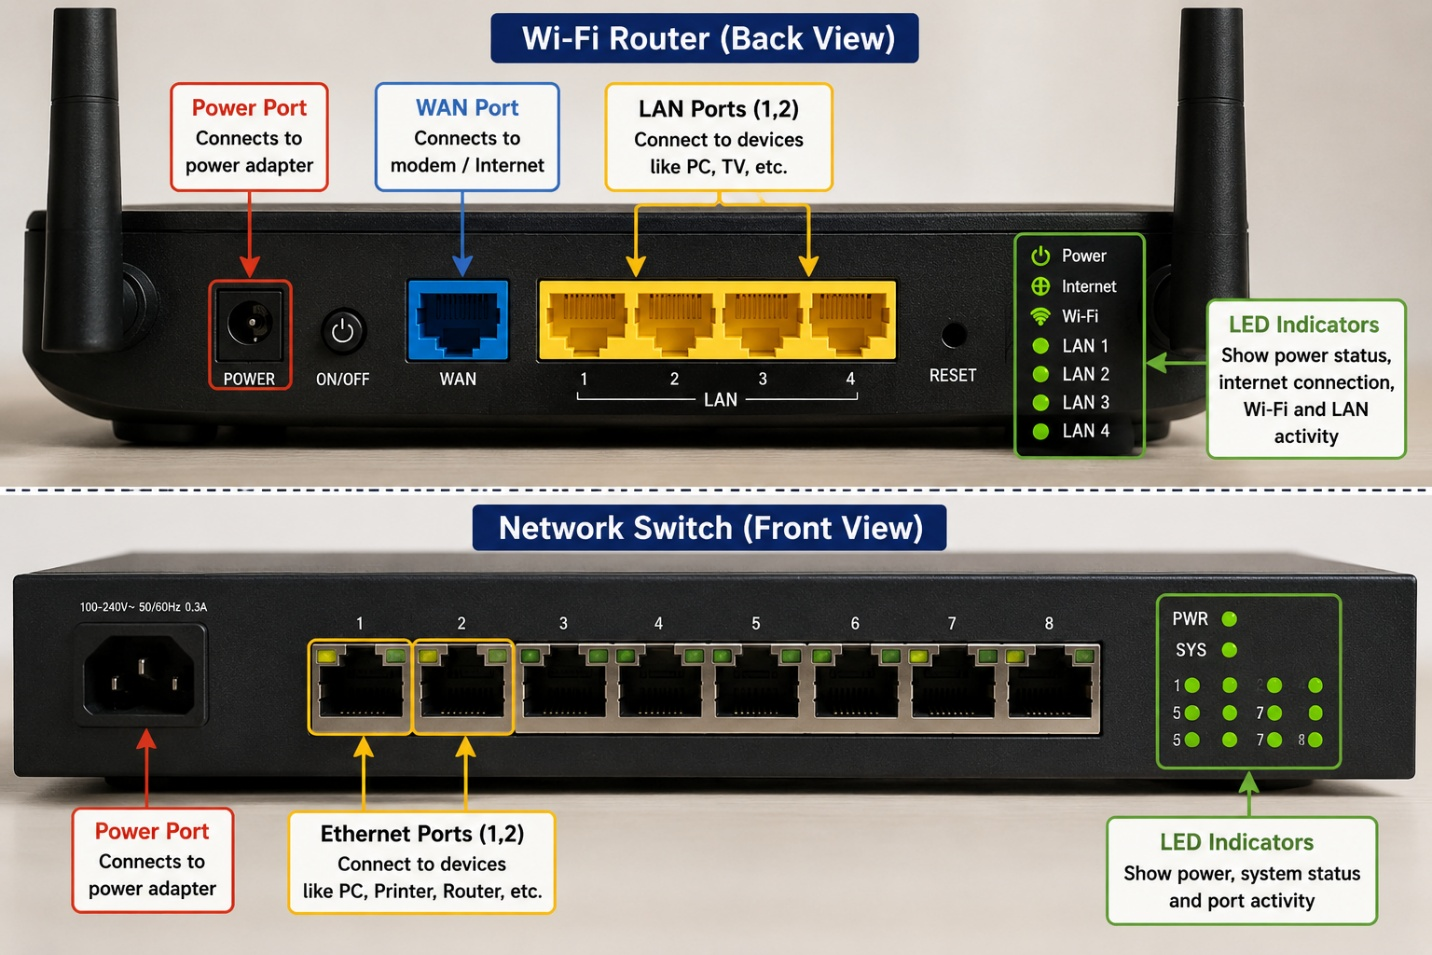 Wi-Fi Router (Back View)
Power Port
Connects to
power adapter
WAN Port
Connects to
modem / Internet
LAN Ports (1,2)
Connect to devices
like PC, TV, etc.
POWER
ON/OFF
WAN
1 2 3 4
LAN
RESET
Power
Internet
Wi-Fi
LAN 1
LAN 2
LAN 3
LAN 4
LED Indicators
Show power status,
internet connection,
Wi-Fi and LAN
activity
Network Switch (Front View)
100-240V~ 50/60Hz 0.3A
1 2 3 4 5 6 7 8
PWR
SYS
1
5 7
5 7 8
Power Port
Connects to
power adapter
Ethernet Ports (1,2)
Connect to devices
like PC, Printer, Router, etc.
LED Indicators
Show power, system status
and port activity